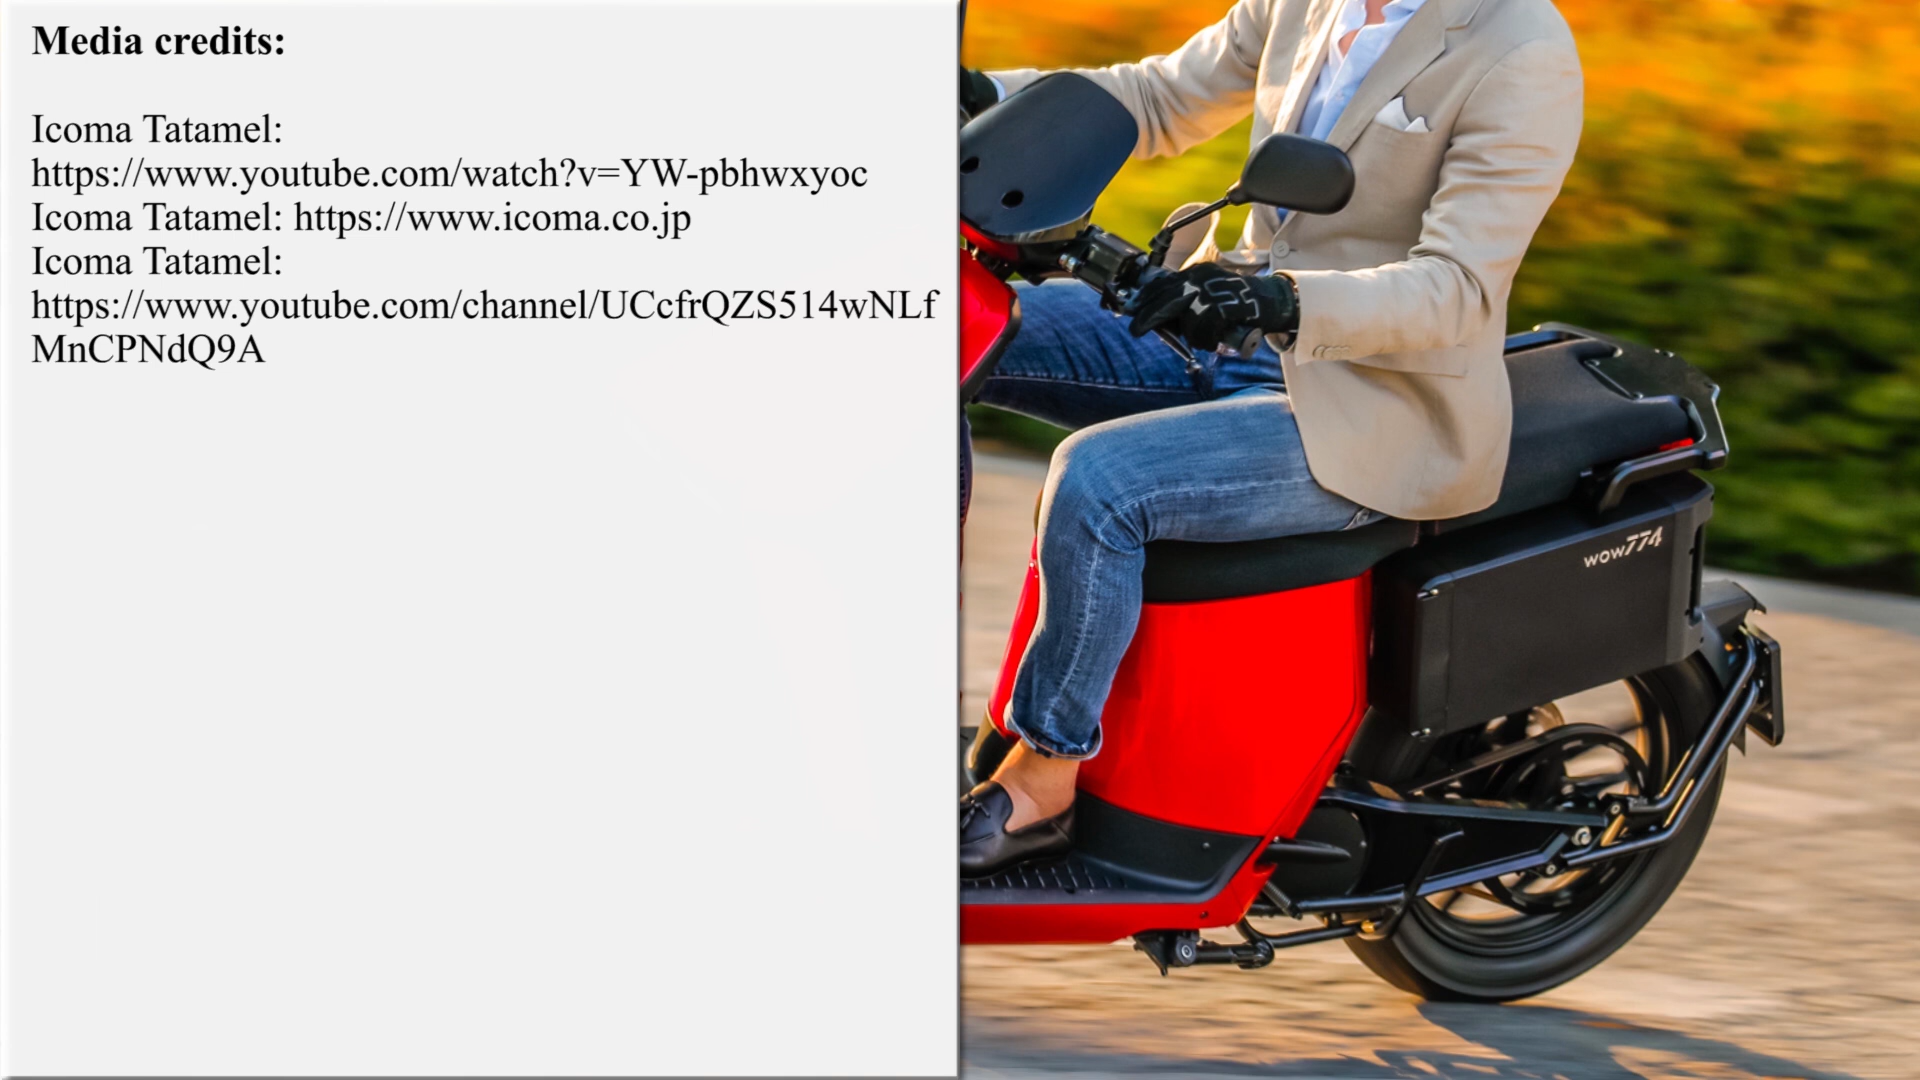 Media credits:
Icoma Tatamel:
https://www.youtube.com/watch?v=YW-pbhwxyoc
Icoma Tatamel: https://www.icoma.co.jp
Icoma Tatamel:
https://www.youtube.com/channel/UCcfrQZS514wNLf
MnCPNdQ9A
wow774